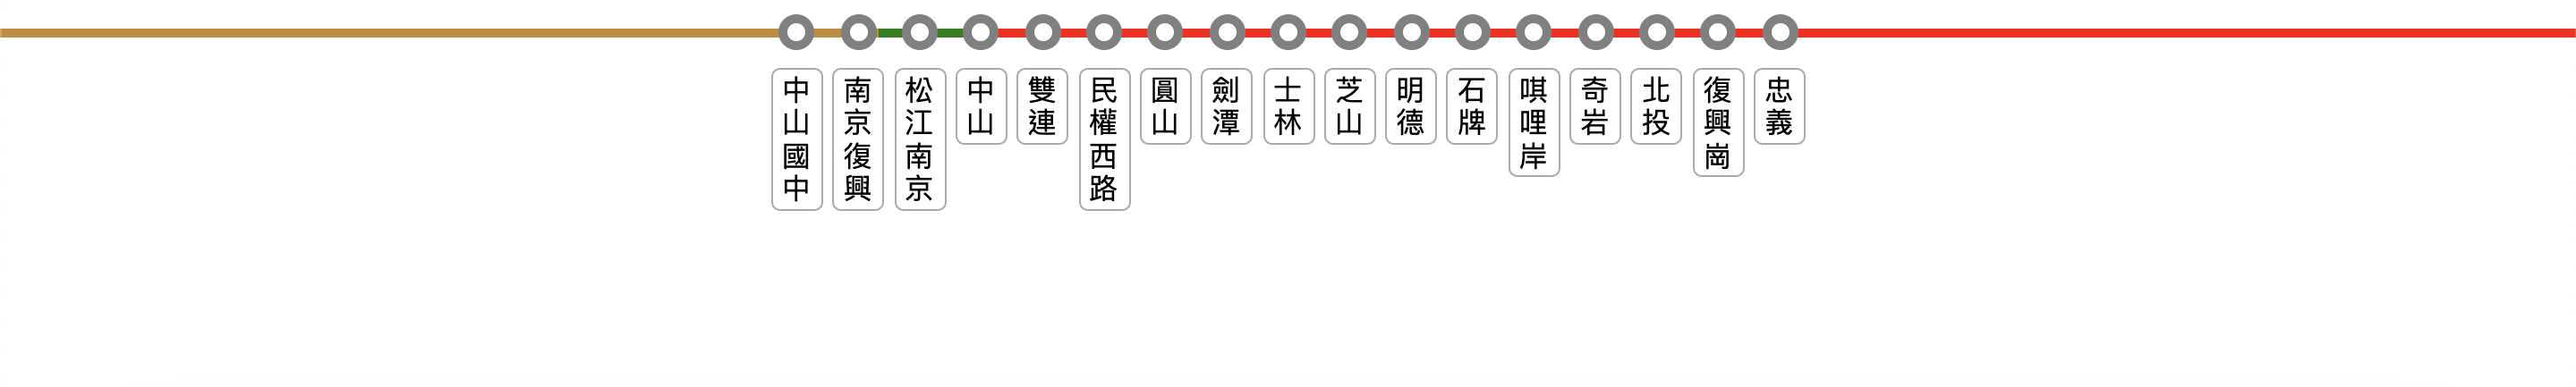 中山國中
南京復興
松江南京
中山
雙連
民權西路
圓山
劍潭
士林
芝山
明德
石牌
唭哩岸
奇岩
北投
復興崗
忠義